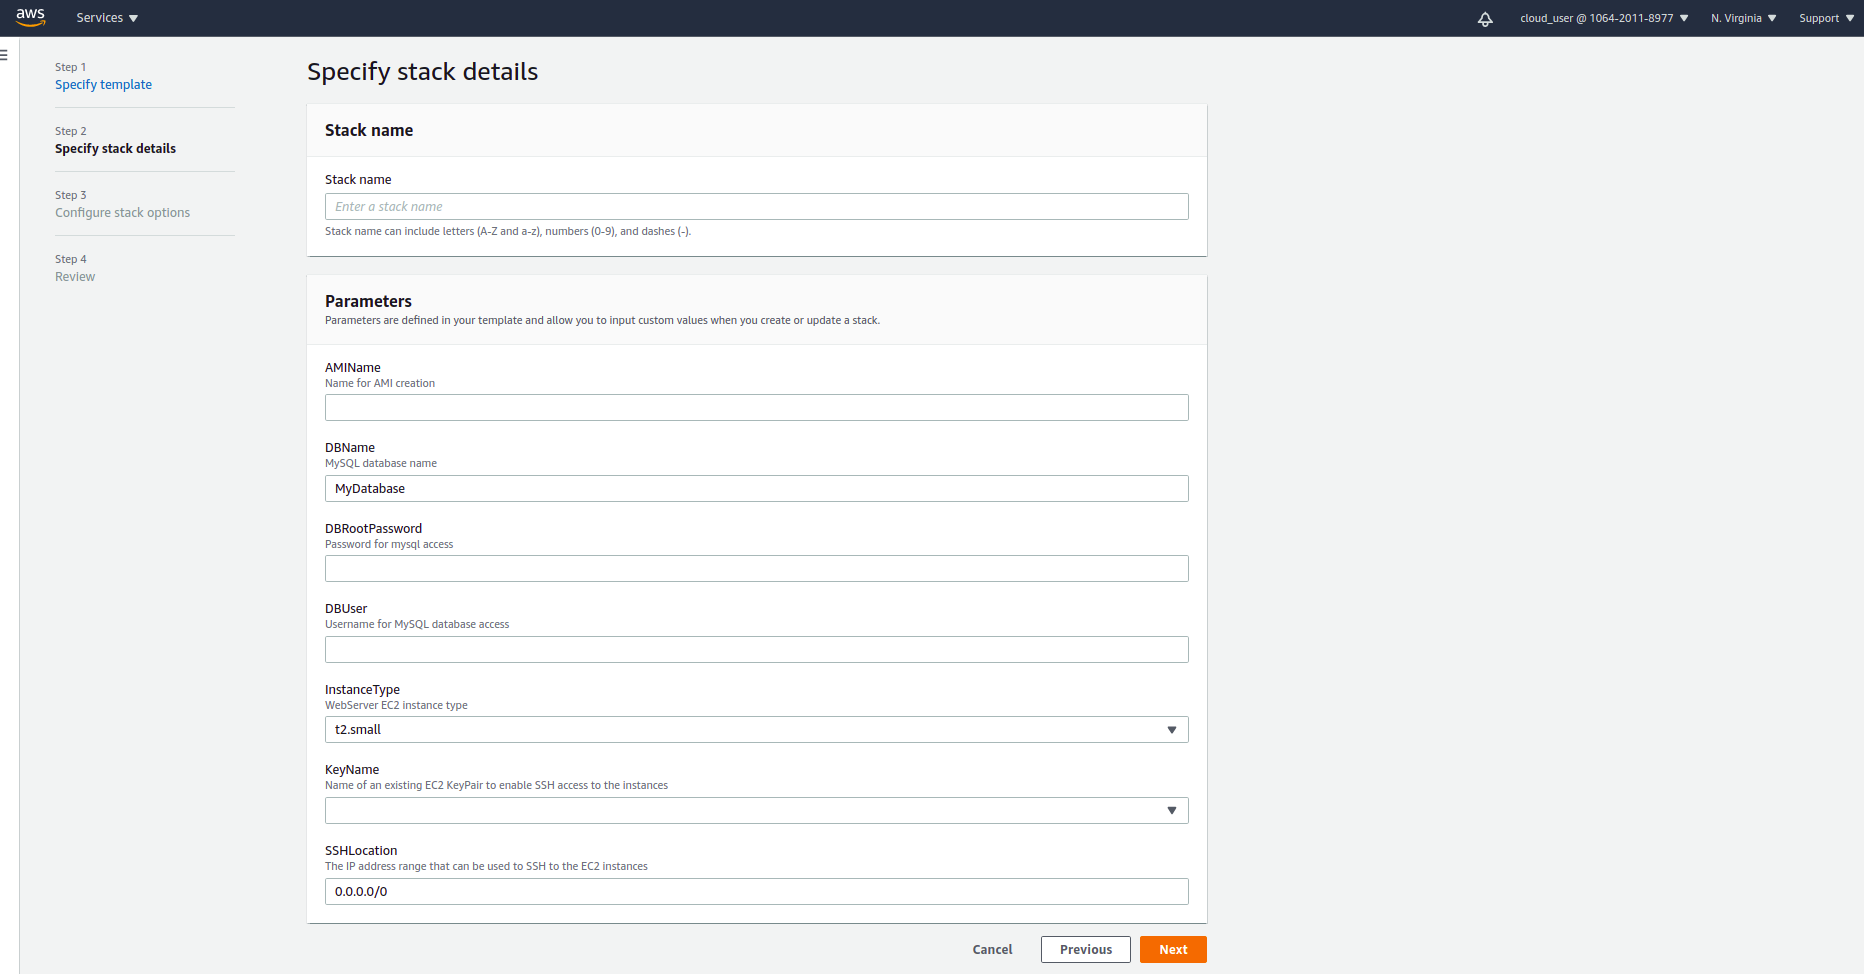 aws
Services
cloud_user @ 1064-2011-8977
N. Virginia
Support
Step 1
Specify template
Step 2
Specify stack details
Step 3
Configure stack options
Step 4
Review
Specify stack details
Stack name
Stack name
Enter a stack name
Stack name can include letters (A-Z and a-z), numbers (0-9), and dashes (-).
Parameters
Parameters are defined in your template and allow you to input custom values when you create or update a stack.
AMIName
Name for AMI creation
DBName
MySQL database name
MyDatabase
DBRootPassword
Password for mysql access
DBUser
Username for MySQL database access
InstanceType
WebServer EC2 instance type
t2.small
KeyName
Name of an existing EC2 KeyPair to enable SSH access to the instances
SSHLocation
The IP address range that can be used to SSH to the EC2 instances
0.0.0.0/0
Cancel
Previous
Next